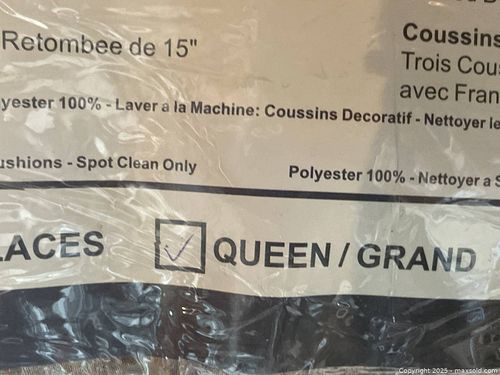 Retombee de 15"
Coussins
Trois Cous
avec Fran
yester 100% - Laver a la Machine: Coussins Decoratif - Nettoyer le
ushions - Spot Clean Only
Polyester 100% - Nettoyer a S
LACES
QUEEN / GRAND
Copyright 2025 - maxsold.com